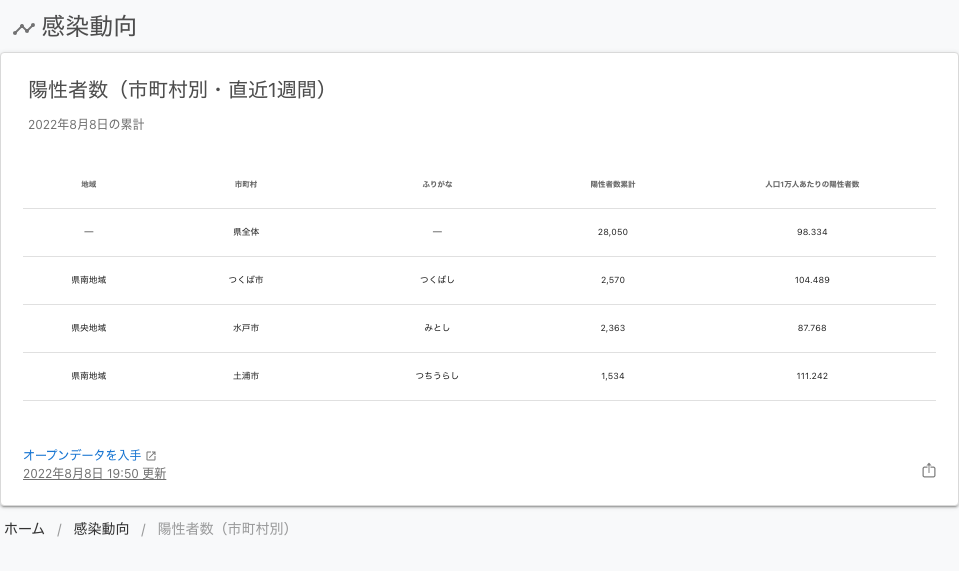 感染動向
陽性者数（市町村別・直近1週間）
2022年8月8日の累計
地域 市町村 ふりがな 陽性者数累計 人口1万人あたりの陽性者数
— 県全体 — 28,050 98.334
県南地域 つくば市 つくばし 2,570 104.489
県央地域 水戸市 みとし 2,363 87.768
県南地域 土浦市 つちうらし 1,534 111.242
オープンデータを入手
2022年8月8日 19:50 更新
ホーム / 感染動向 / 陽性者数（市町村別）